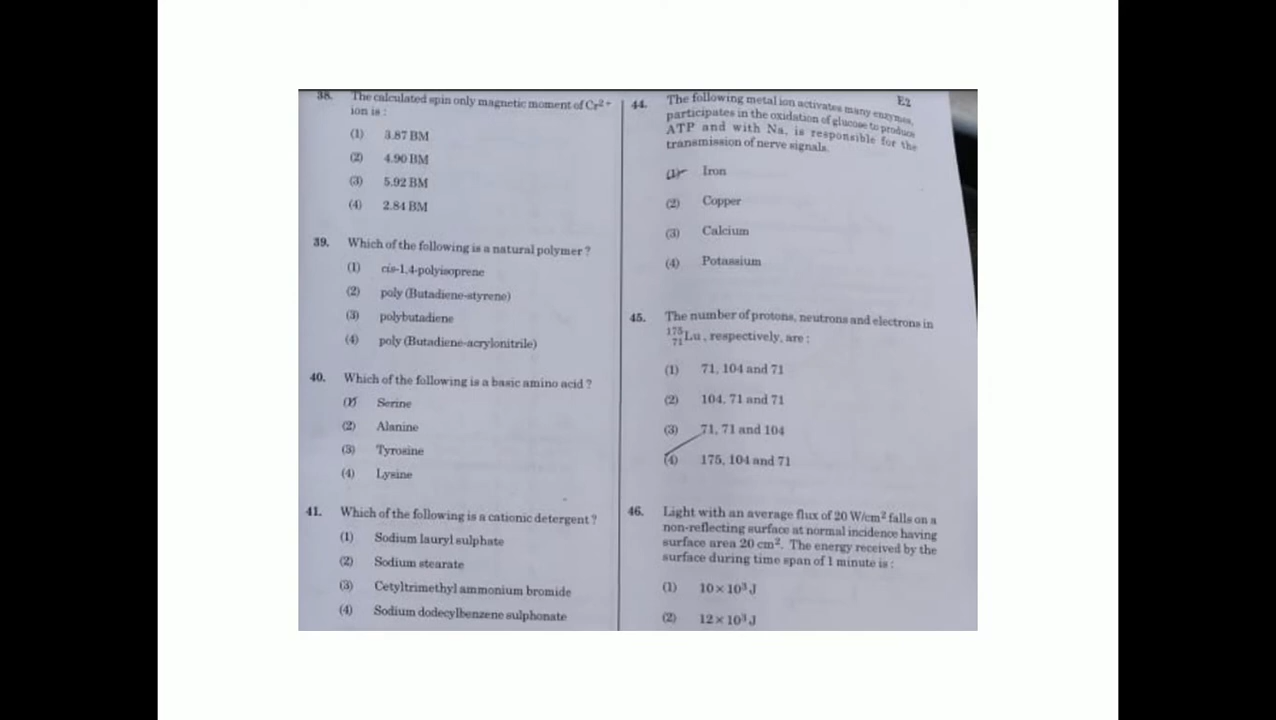 38. The calculated spin only magnetic moment of Cr2+
ion is :
(1) 3.87 BM
(2) 4.90 BM
(3) 5.92 BM
(4) 2.84 BM
39. Which of the following is a natural polymer ?
(1) cis-1,4-polyisoprene
(2) poly (Butadiene-styrene)
(3) polybutadiene
(4) poly (Butadiene-acrylonitrile)
40. Which of the following is a basic amino acid ?
(1) Serine
(2) Alanine
(3) Tyrosine
(4) Lysine
41. Which of the following is a cationic detergent ?
(1) Sodium lauryl sulphate
(2) Sodium stearate
(3) Cetyltrimethyl ammonium bromide
(4) Sodium dodecylbenzene sulphonate
E2
44. The following metal ion activates many enzymes,
participates in the oxidation of glucose to produce
ATP and with Na, is responsible for the
transmission of nerve signals.
(1) Iron
(2) Copper
(3) Calcium
(4) Potassium
45. The number of protons, neutrons and electrons in
175 71 Lu, respectively, are :
(1) 71, 104 and 71
(2) 104, 71 and 71
(3) 71, 71 and 104
(4) 175, 104 and 71
46. Light with an average flux of 20 W/cm² falls on a
non-reflecting surface at normal incidence having
surface area 20 cm². The energy received by the
surface during time span of 1 minute is :
(1) 10 × 10³ J
(2) 12 × 10³ J